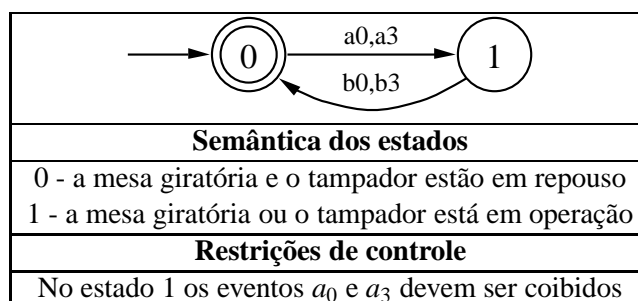 0
a0,a3
1
b0,b3
Semântica dos estados
0 - a mesa giratória e o tampador estão em repouso
1 - a mesa giratória ou o tampador está em operação
Restrições de controle
No estado 1 os eventos a0 e a3 devem ser coibidos